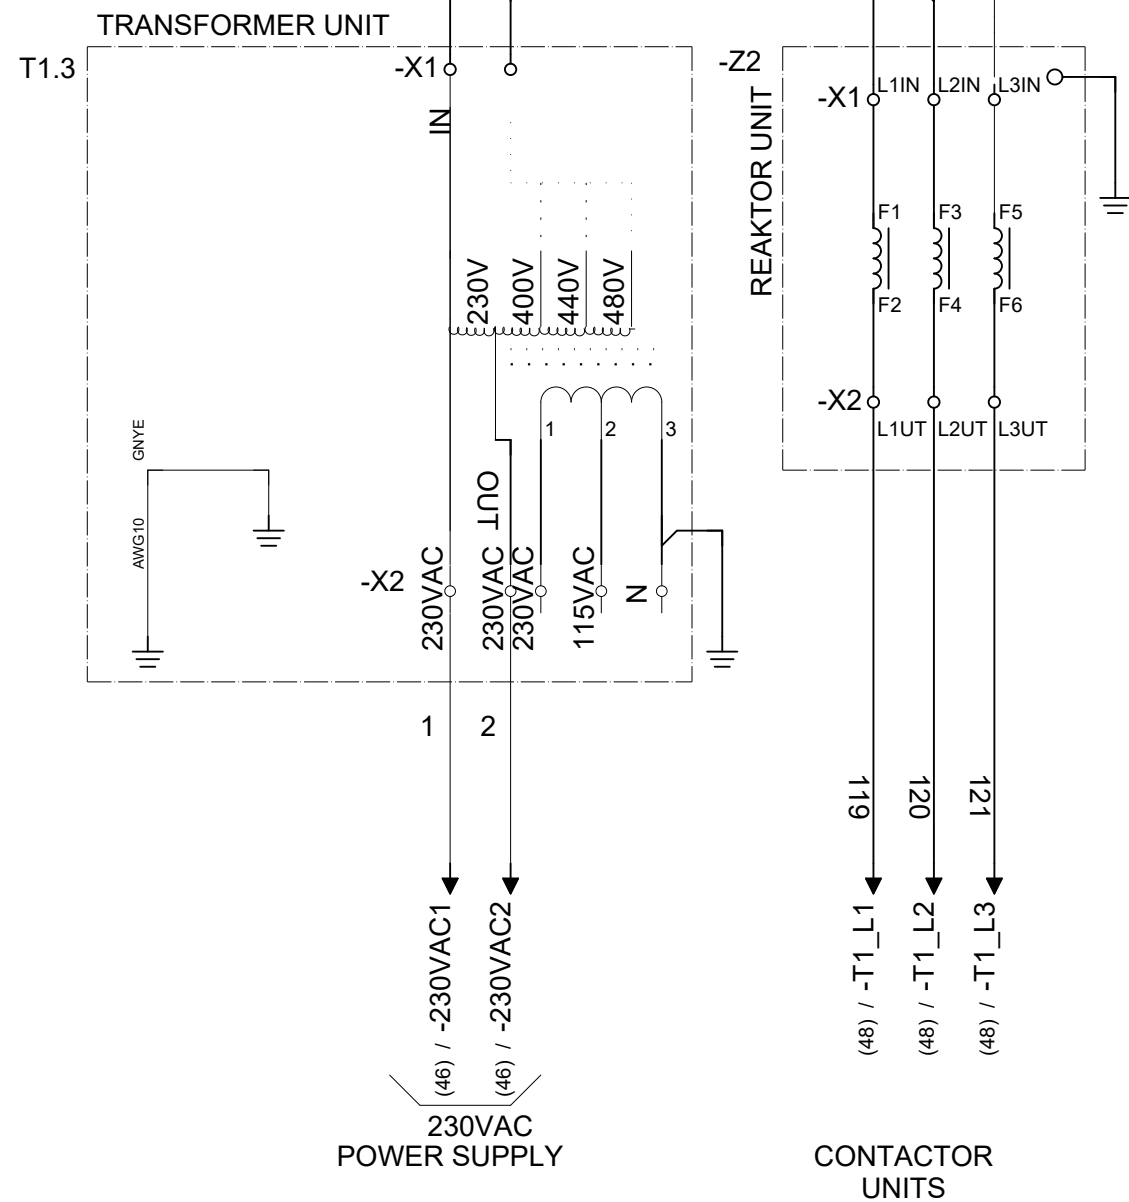 TRANSFORMER UNIT
T1.3
-X1
IN
230V
400V
440V
480V
1
2
3
GNYE
AWG10
OUT
-X2
230VAC
230VAC
230VAC
115VAC
N
1
2
(46) / -230VAC1
(46) / -230VAC2
230VAC
POWER SUPPLY
-Z2
REAKTOR UNIT
-X1
L1IN
L2IN
L3IN
F1
F3
F5
F2
F4
F6
-X2
L1UT
L2UT
L3UT
119
120
121
(48) / -T1_L1
(48) / -T1_L2
(48) / -T1_L3
CONTACTOR
UNITS